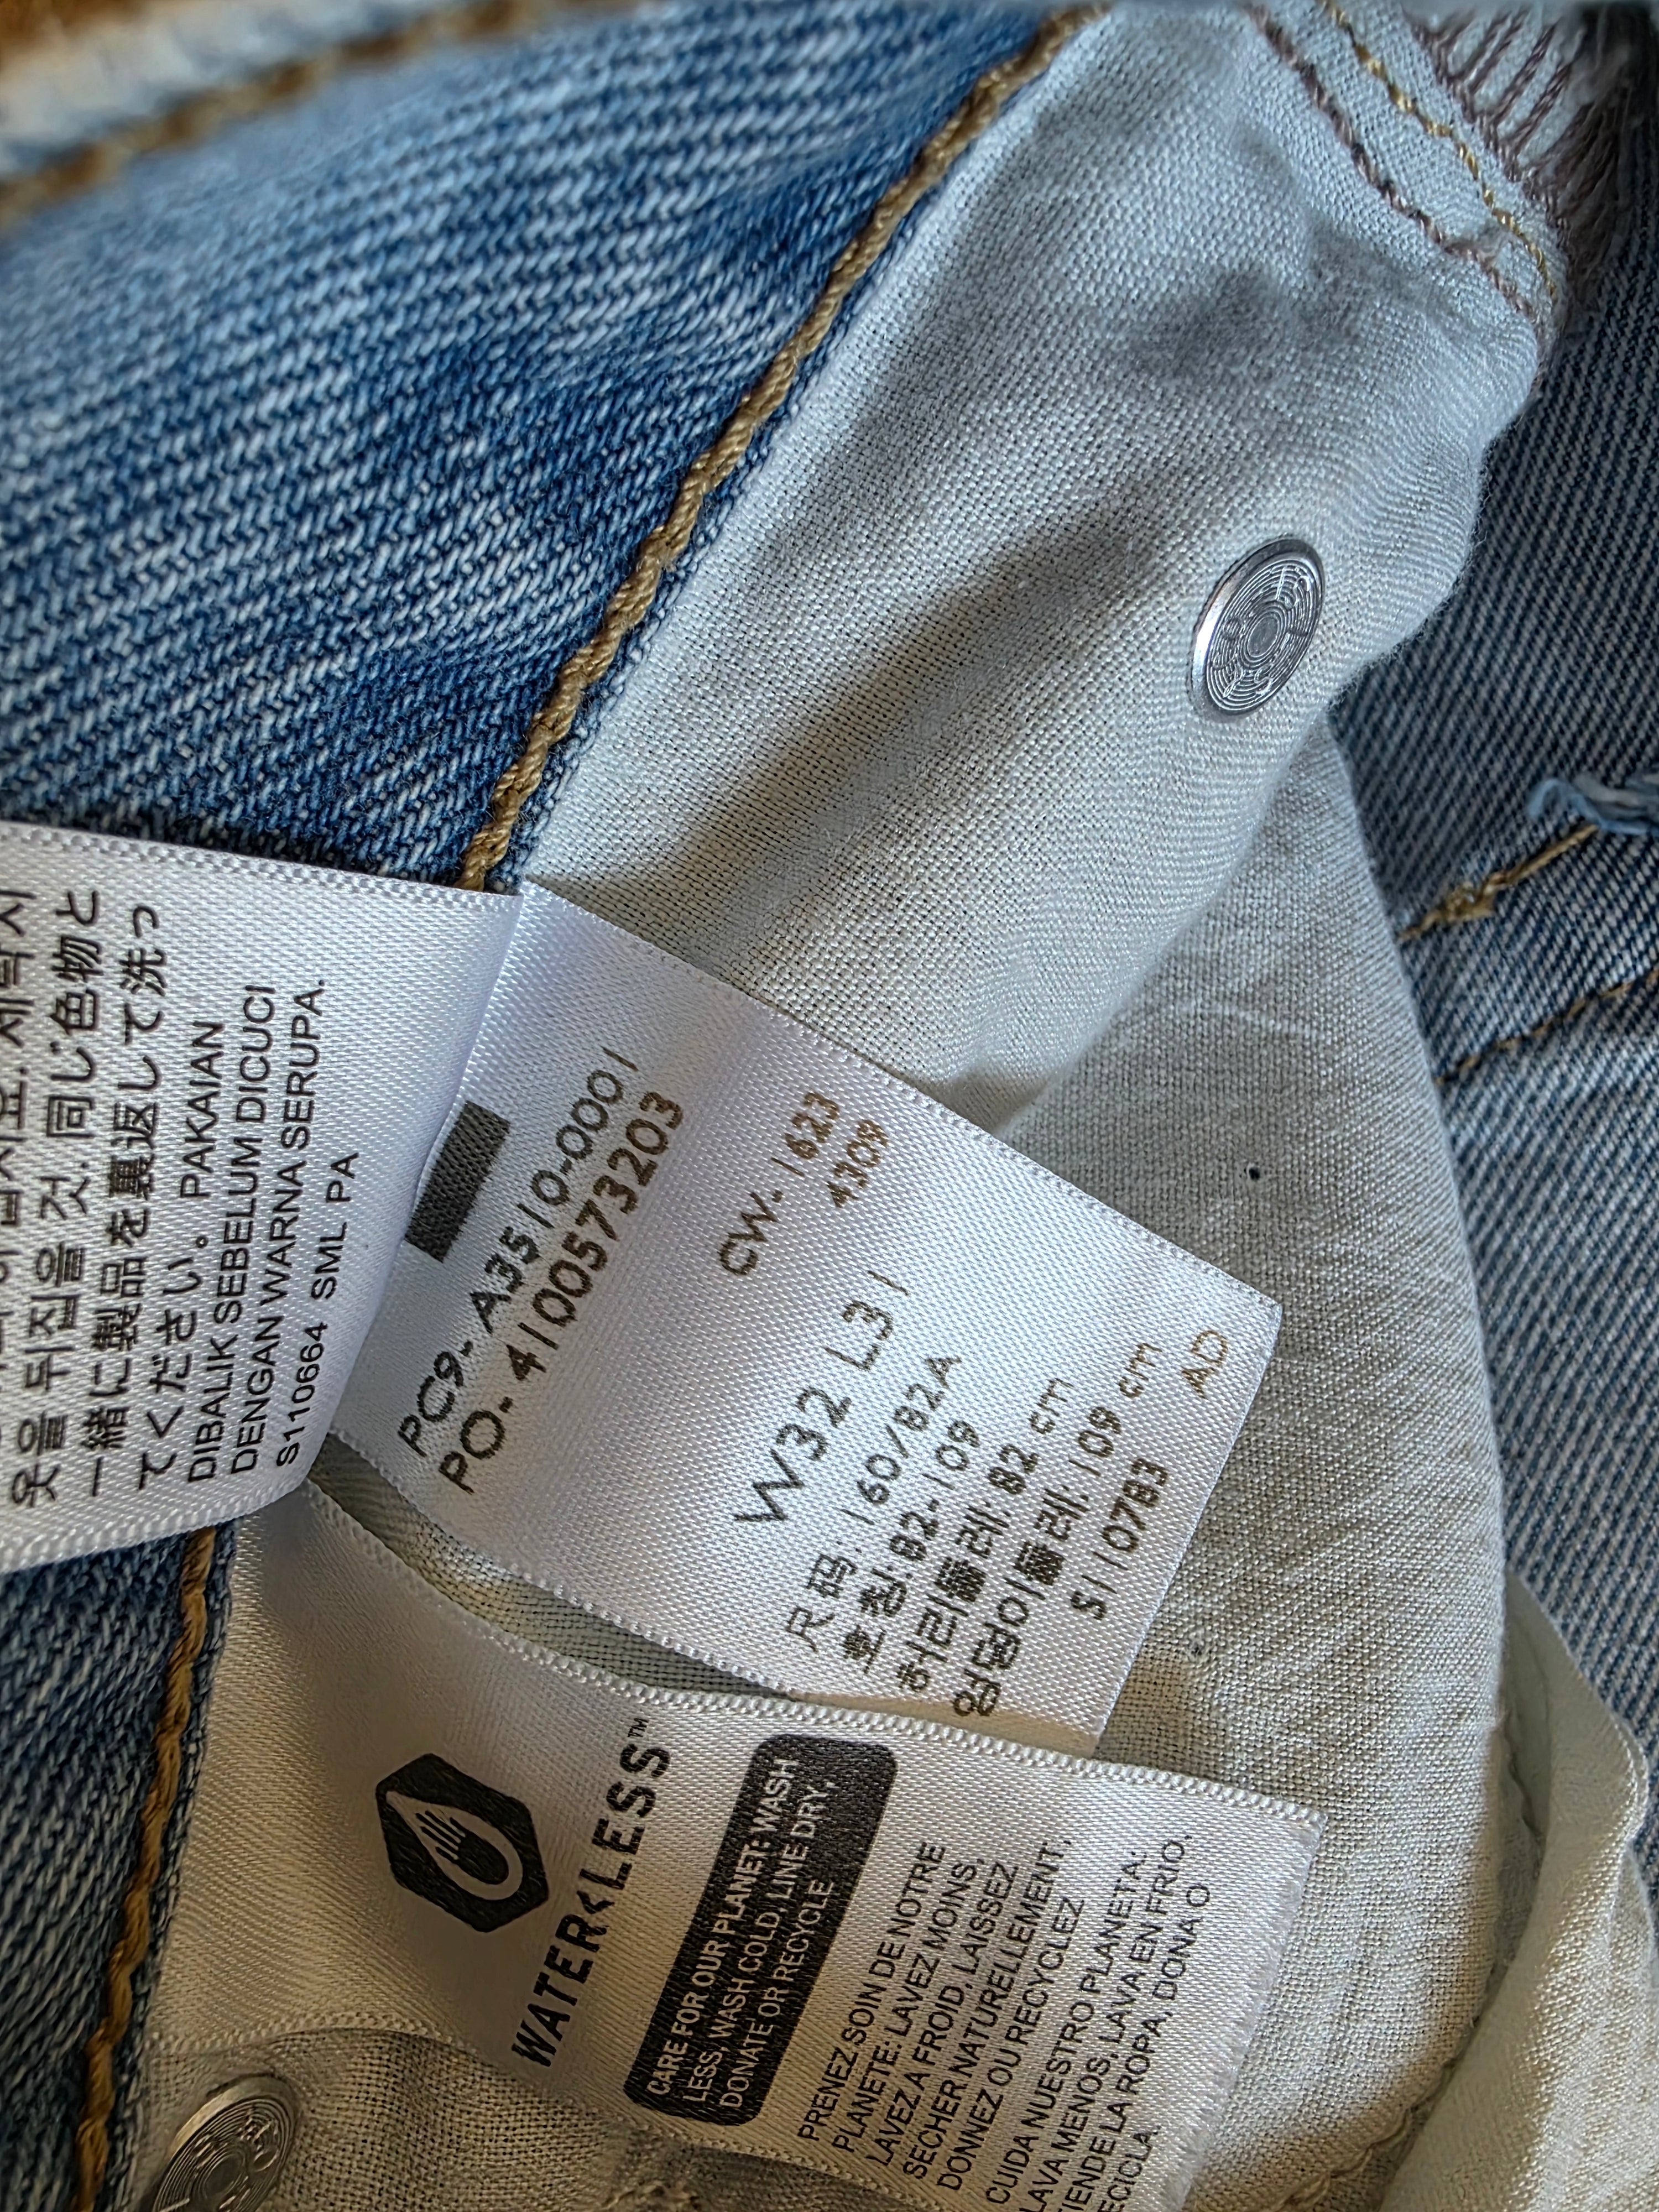 옷을 뒤집을 것. 同じ色物と
一緒に製品を裏返して洗っ
てください。PAKAIAN
DIBALIK SEBELUM DICUCI
DENGAN WARNA SERUPA.
S110664 SML PA
PC9- A3510-0001
PO- 4100573203
CW- 1623
4309
W32 L31
尺码: 160/82A
호칭: 82-109
허리둘레: 82 cm
엉덩이둘레: 109 cm
S110783 AD
WATER<LESS™
CARE FOR OUR PLANET: WASH
LESS, WASH COLD, LINE DRY,
DONATE OR RECYCLE
PRENEZ SOIN DE NOTRE
PLANÈTE: LAVEZ MOINS,
LAVEZ A FROID, LAISSEZ
SECHER NATURELLEMENT,
DONNEZ OU RECYCLEZ
CUIDA NUESTRO PLANETA:
LAVA MENOS, LAVA EN FRIO,
TIENDE LA ROPA, DONA O
RECICLA